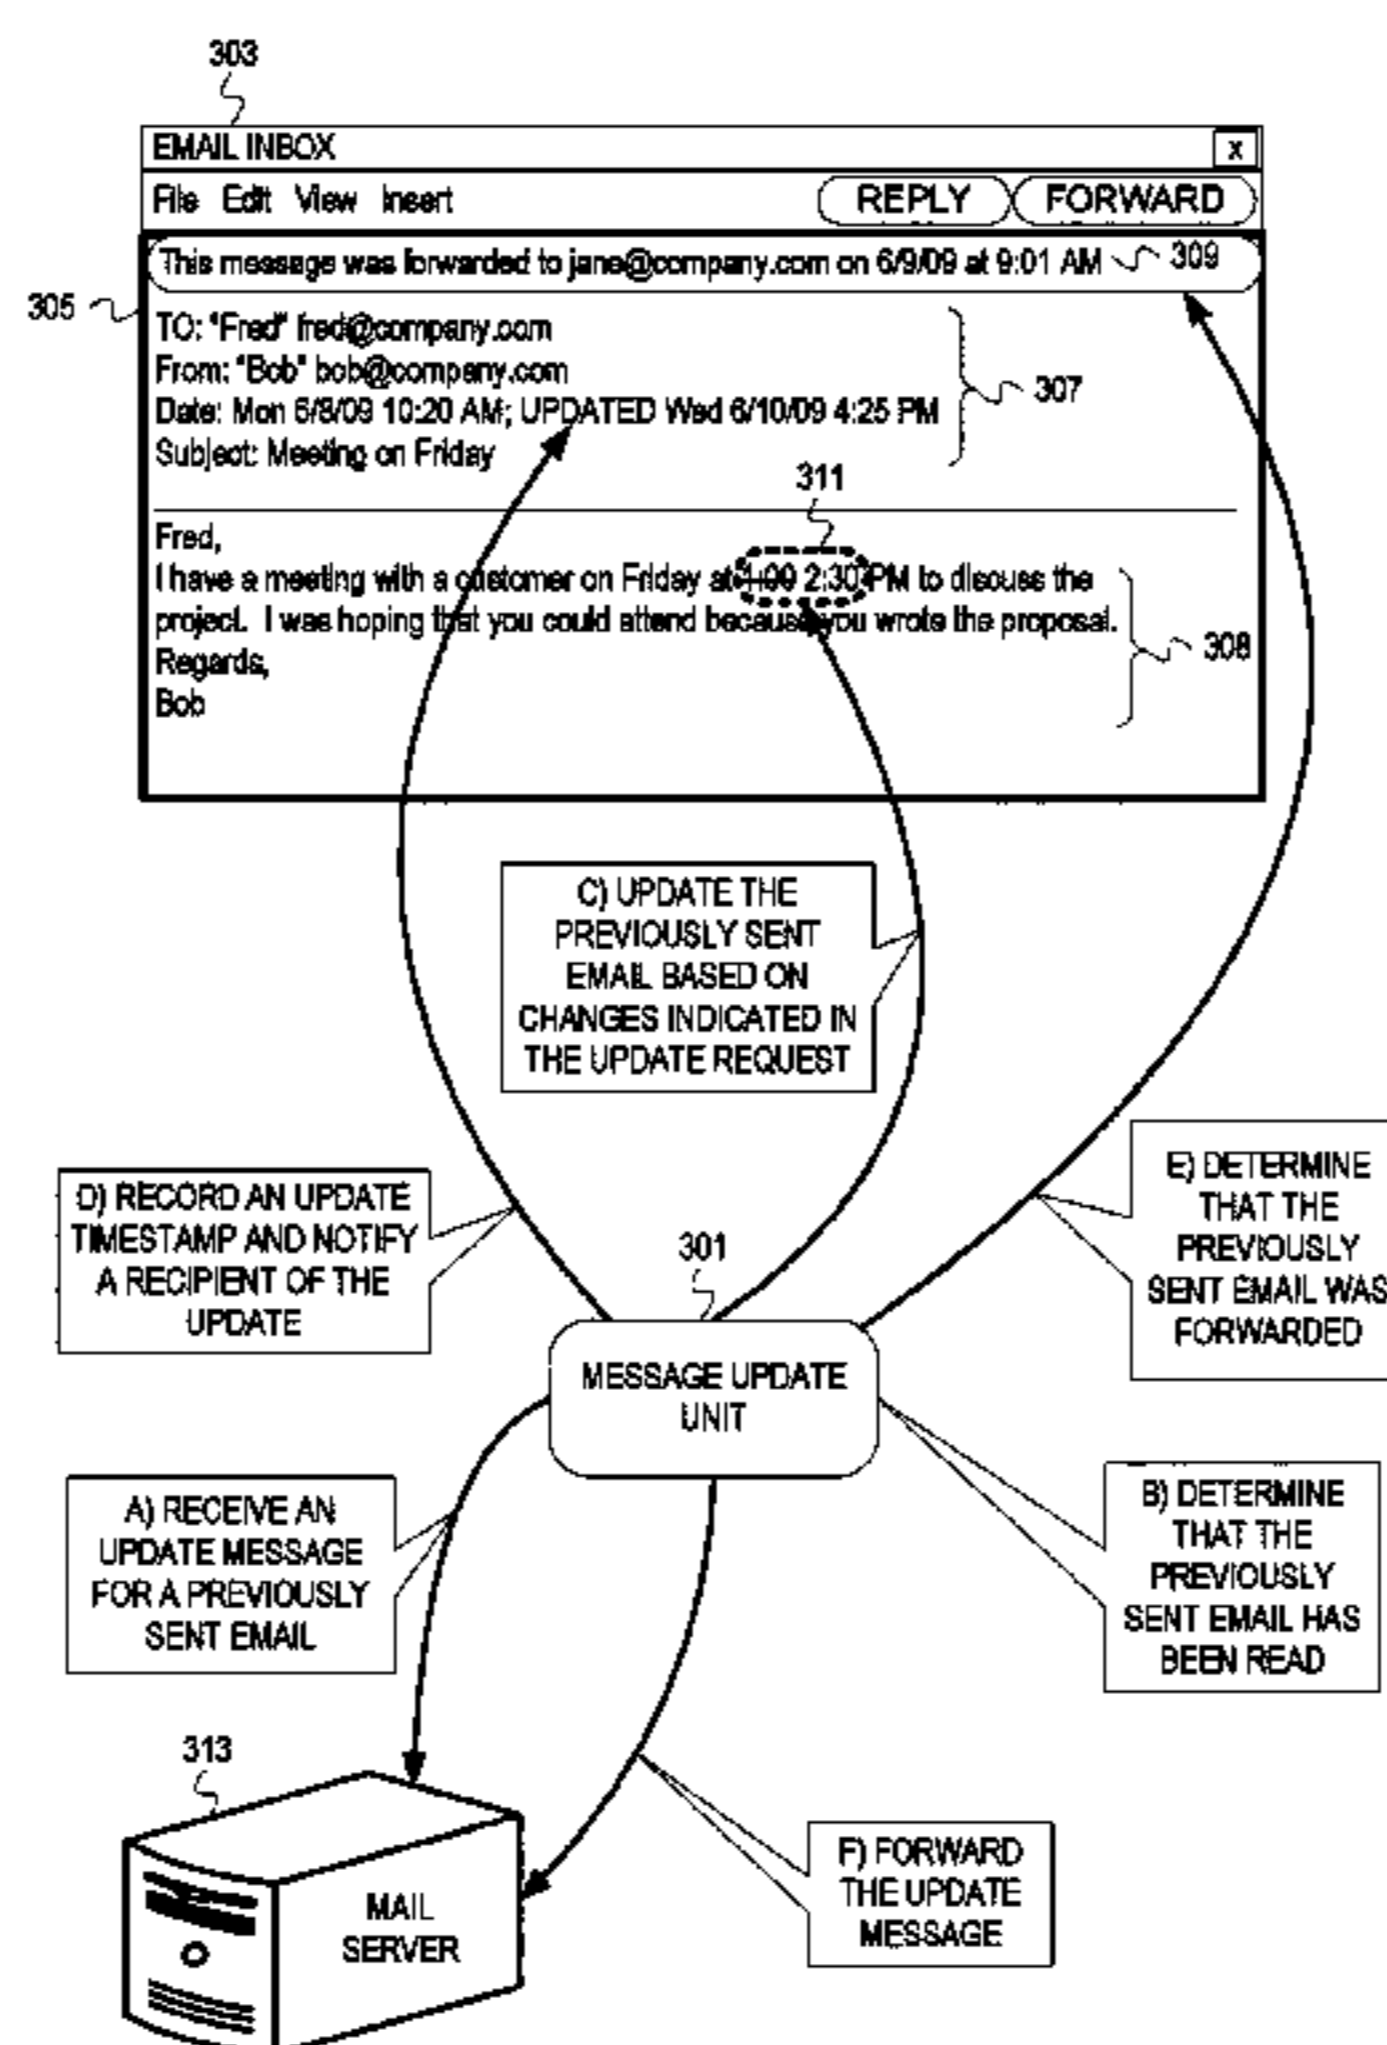 303
EMAIL INBOX X
File Edit View Insert REPLY FORWARD
This message was forwarded to jane@company.com on 6/9/09 at 9:01 AM 309
305
TO: "Fred" fred@company.com
From: "Bob" bob@company.com
307
Date: Mon 6/8/09 10:20 AM; UPDATED Wed 6/10/09 4:25 PM
Subject: Meeting on Friday
311
Fred,
I have a meeting with a customer on Friday at 1:00 2:30 PM to discuss the
project. I was hoping that you could attend because you wrote the proposal.
308
Regards,
Bob
C) UPDATE THE
PREVIOUSLY SENT
EMAIL BASED ON
CHANGES INDICATED IN
THE UPDATE REQUEST
D) RECORD AN UPDATE
TIMESTAMP AND NOTIFY
A RECIPIENT OF THE
UPDATE
E) DETERMINE
THAT THE
PREVIOUSLY
SENT EMAIL WAS
FORWARDED
301
MESSAGE UPDATE
UNIT
A) RECEIVE AN
UPDATE MESSAGE
FOR A PREVIOUSLY
SENT EMAIL
B) DETERMINE
THAT THE
PREVIOUSLY
SENT EMAIL HAS
BEEN READ
313
MAIL
SERVER
F) FORWARD
THE UPDATE
MESSAGE